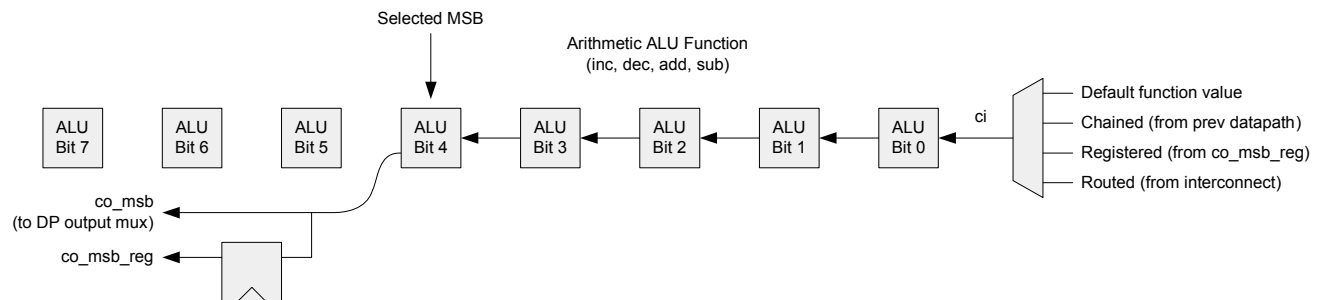 Selected MSB
Arithmetic ALU Function
(inc, dec, add, sub)
Default function value
ALU
Bit 7
ALU
Bit 6
ALU
Bit 5
ALU
Bit 4
ALU
Bit 3
ALU
Bit 2
ALU
Bit 1
ALU
Bit 0
ci
Chained (from prev datapath)
Registered (from co_msb_reg)
Routed (from interconnect)
co_msb
(to DP output mux)
co_msb_reg